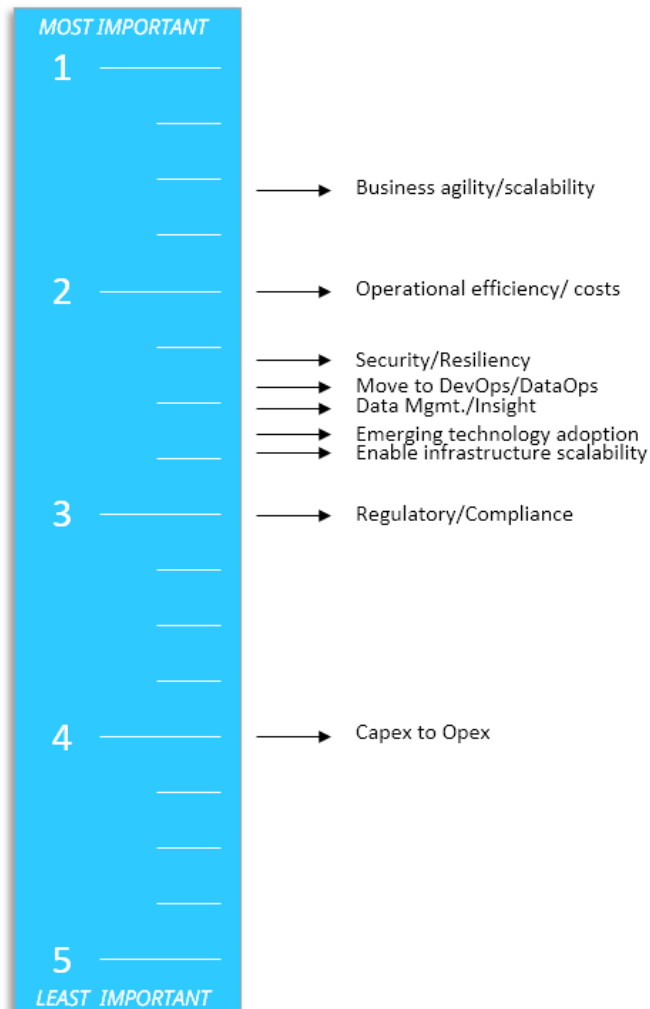 MOST IMPORTANT
1
Business agility/scalability
2
Operational efficiency/ costs
Security/Resiliency
Move to DevOps/DataOps
Data Mgmt./Insight
Emerging technology adoption
Enable infrastructure scalability
3
Regulatory/Compliance
4
Capex to Opex
5
LEAST IMPORTANT